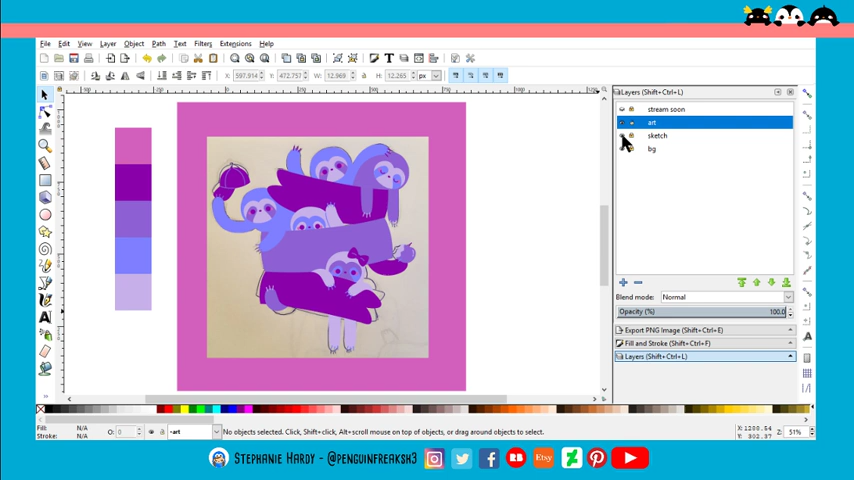 File Edit View Layer Object Path Text Filters Extensions Help
X: 597.914 Y: 472.757 W: 12.969 H: 12.265 px
Layers (Shift+Ctrl+L)
stream soon
art
sketch
bg
Blend mode: Normal
Opacity (%) 100.0
Export PNG Image (Shift+Ctrl+E)
Fill and Stroke (Shift+Ctrl+F)
Layers (Shift+Ctrl+L)
Fill: N/A
Stroke: N/A
O: 0
-art
No objects selected. Click, Shift+click, Alt+scroll mouse on top of objects, or drag around objects to select.
X: 1200.54
Y: 302.37
Z: 51%
STEPHANIE HARDY - @PENGUINFREAKSH3
Etsy